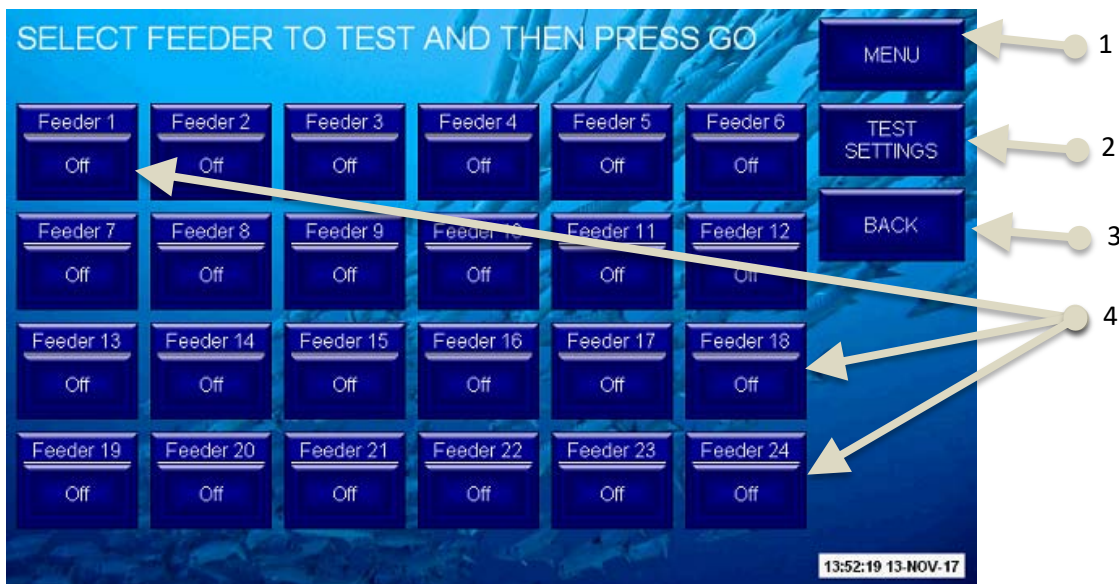 SELECT FEEDER TO TEST AND THEN PRESS GO
MENU
1
Feeder 1
Off
Feeder 2
Off
Feeder 3
Off
Feeder 4
Off
Feeder 5
Off
Feeder 6
Off
TEST
SETTINGS
2
Feeder 7
Off
Feeder 8
Off
Feeder 9
Off
Feeder 10
Off
Feeder 11
Off
Feeder 12
Off
BACK
3
Feeder 13
Off
Feeder 14
Off
Feeder 15
Off
Feeder 16
Off
Feeder 17
Off
Feeder 18
Off
4
Feeder 19
Off
Feeder 20
Off
Feeder 21
Off
Feeder 22
Off
Feeder 23
Off
Feeder 24
Off
13:52:19 13-NOV-17